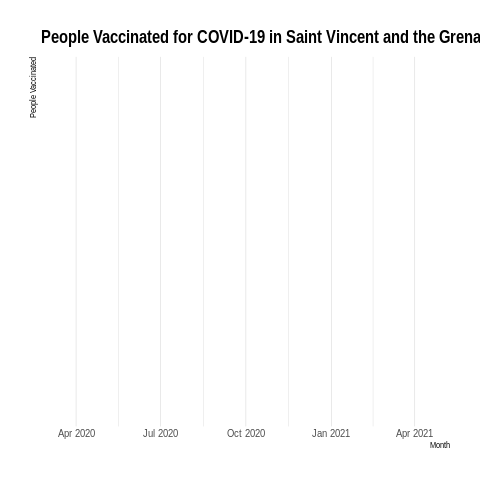 People Vaccinated for COVID-19 in Saint Vincent and the Grena
People Vaccinated
Apr 2020 Jul 2020 Oct 2020 Jan 2021 Apr 2021
Month